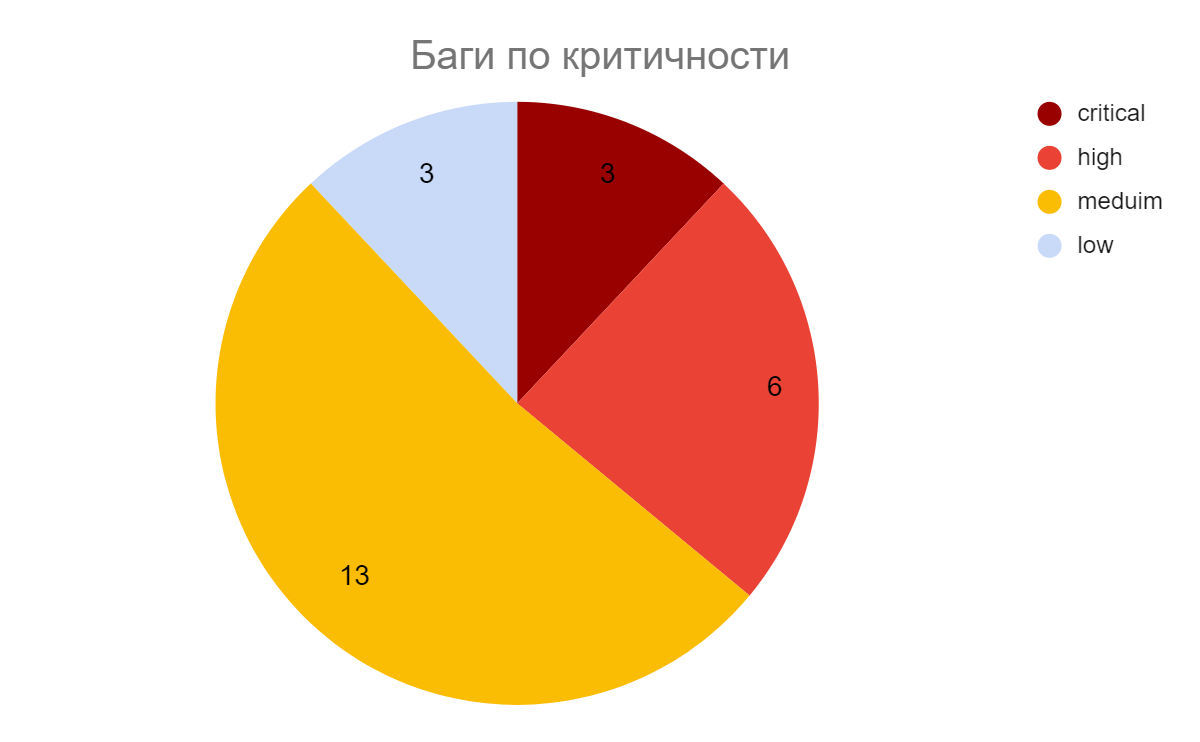 Баги по критичности
critical
high
meduim
low
3
3
6
13